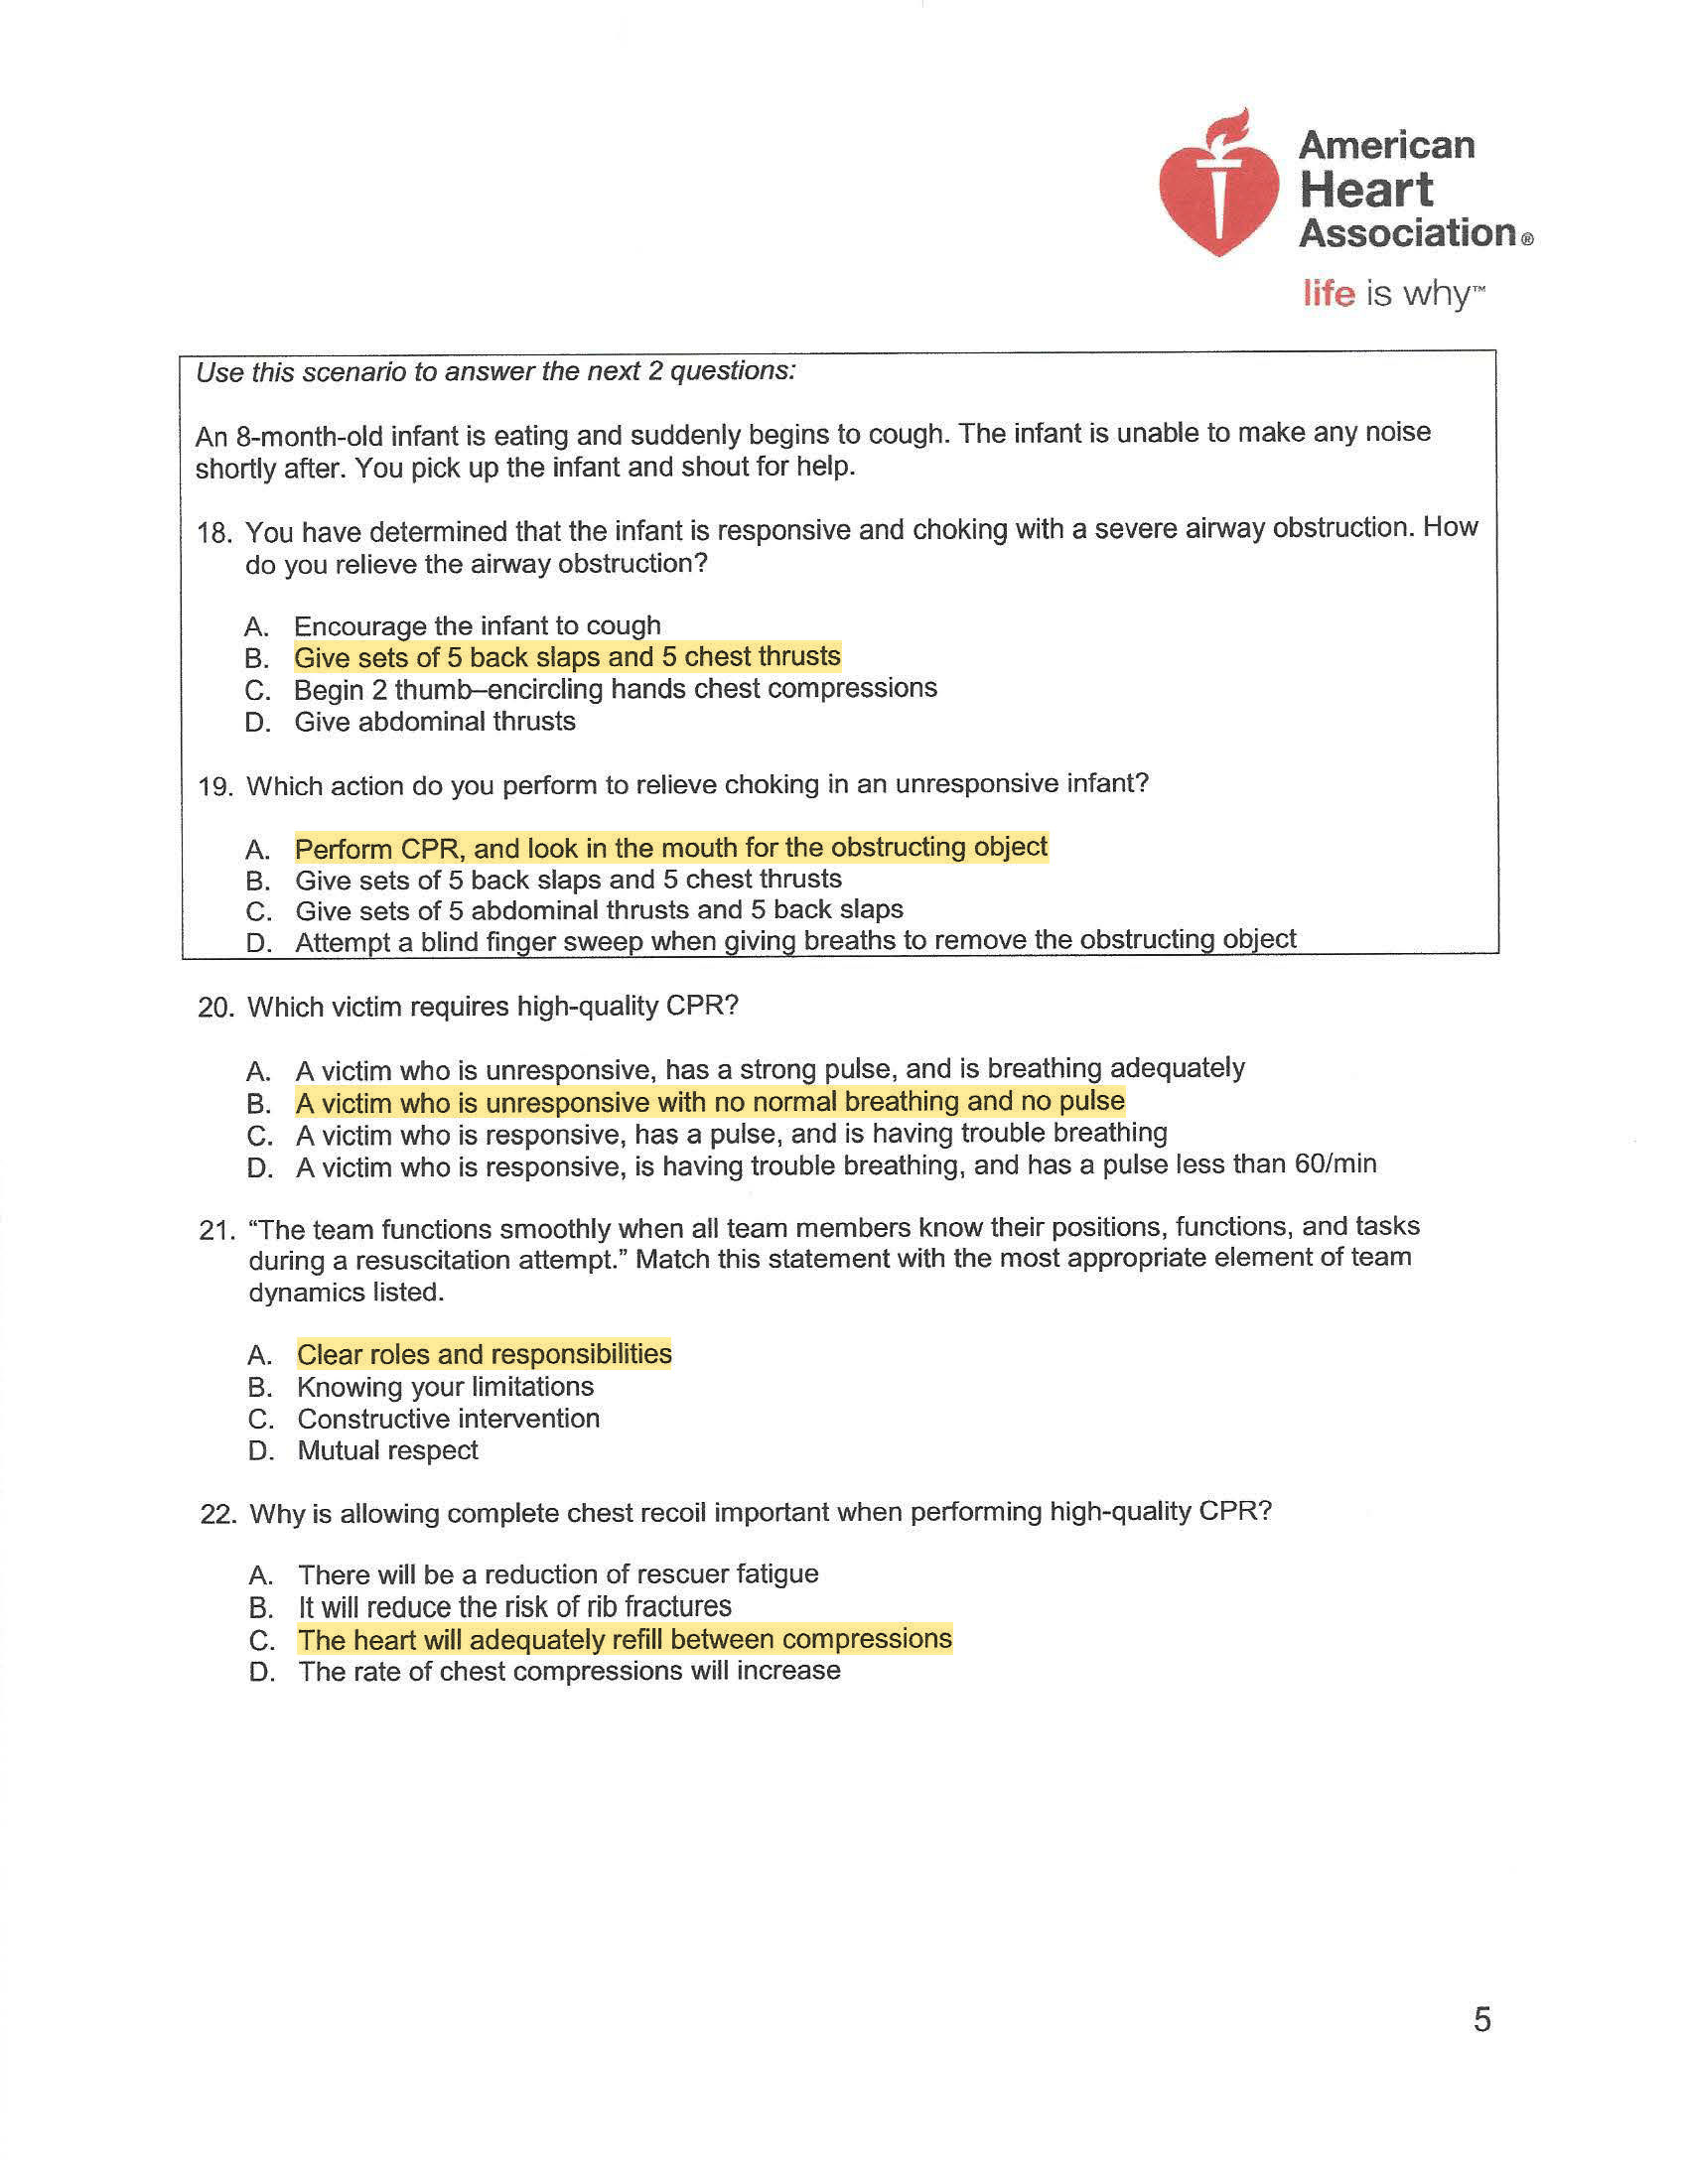 American
Heart
Association®
life is why™
Use this scenario to answer the next 2 questions:
An 8-month-old infant is eating and suddenly begins to cough. The infant is unable to make any noise
shortly after. You pick up the infant and shout for help.
18. You have determined that the infant is responsive and choking with a severe airway obstruction. How
do you relieve the airway obstruction?
A. Encourage the infant to cough
B. Give sets of 5 back slaps and 5 chest thrusts
C. Begin 2 thumb–encircling hands chest compressions
D. Give abdominal thrusts
19. Which action do you perform to relieve choking in an unresponsive infant?
A. Perform CPR, and look in the mouth for the obstructing object
B. Give sets of 5 back slaps and 5 chest thrusts
C. Give sets of 5 abdominal thrusts and 5 back slaps
D. Attempt a blind finger sweep when giving breaths to remove the obstructing object
20. Which victim requires high-quality CPR?
A. A victim who is unresponsive, has a strong pulse, and is breathing adequately
B. A victim who is unresponsive with no normal breathing and no pulse
C. A victim who is responsive, has a pulse, and is having trouble breathing
D. A victim who is responsive, is having trouble breathing, and has a pulse less than 60/min
21. “The team functions smoothly when all team members know their positions, functions, and tasks
during a resuscitation attempt.” Match this statement with the most appropriate element of team
dynamics listed.
A. Clear roles and responsibilities
B. Knowing your limitations
C. Constructive intervention
D. Mutual respect
22. Why is allowing complete chest recoil important when performing high-quality CPR?
A. There will be a reduction of rescuer fatigue
B. It will reduce the risk of rib fractures
C. The heart will adequately refill between compressions
D. The rate of chest compressions will increase
5